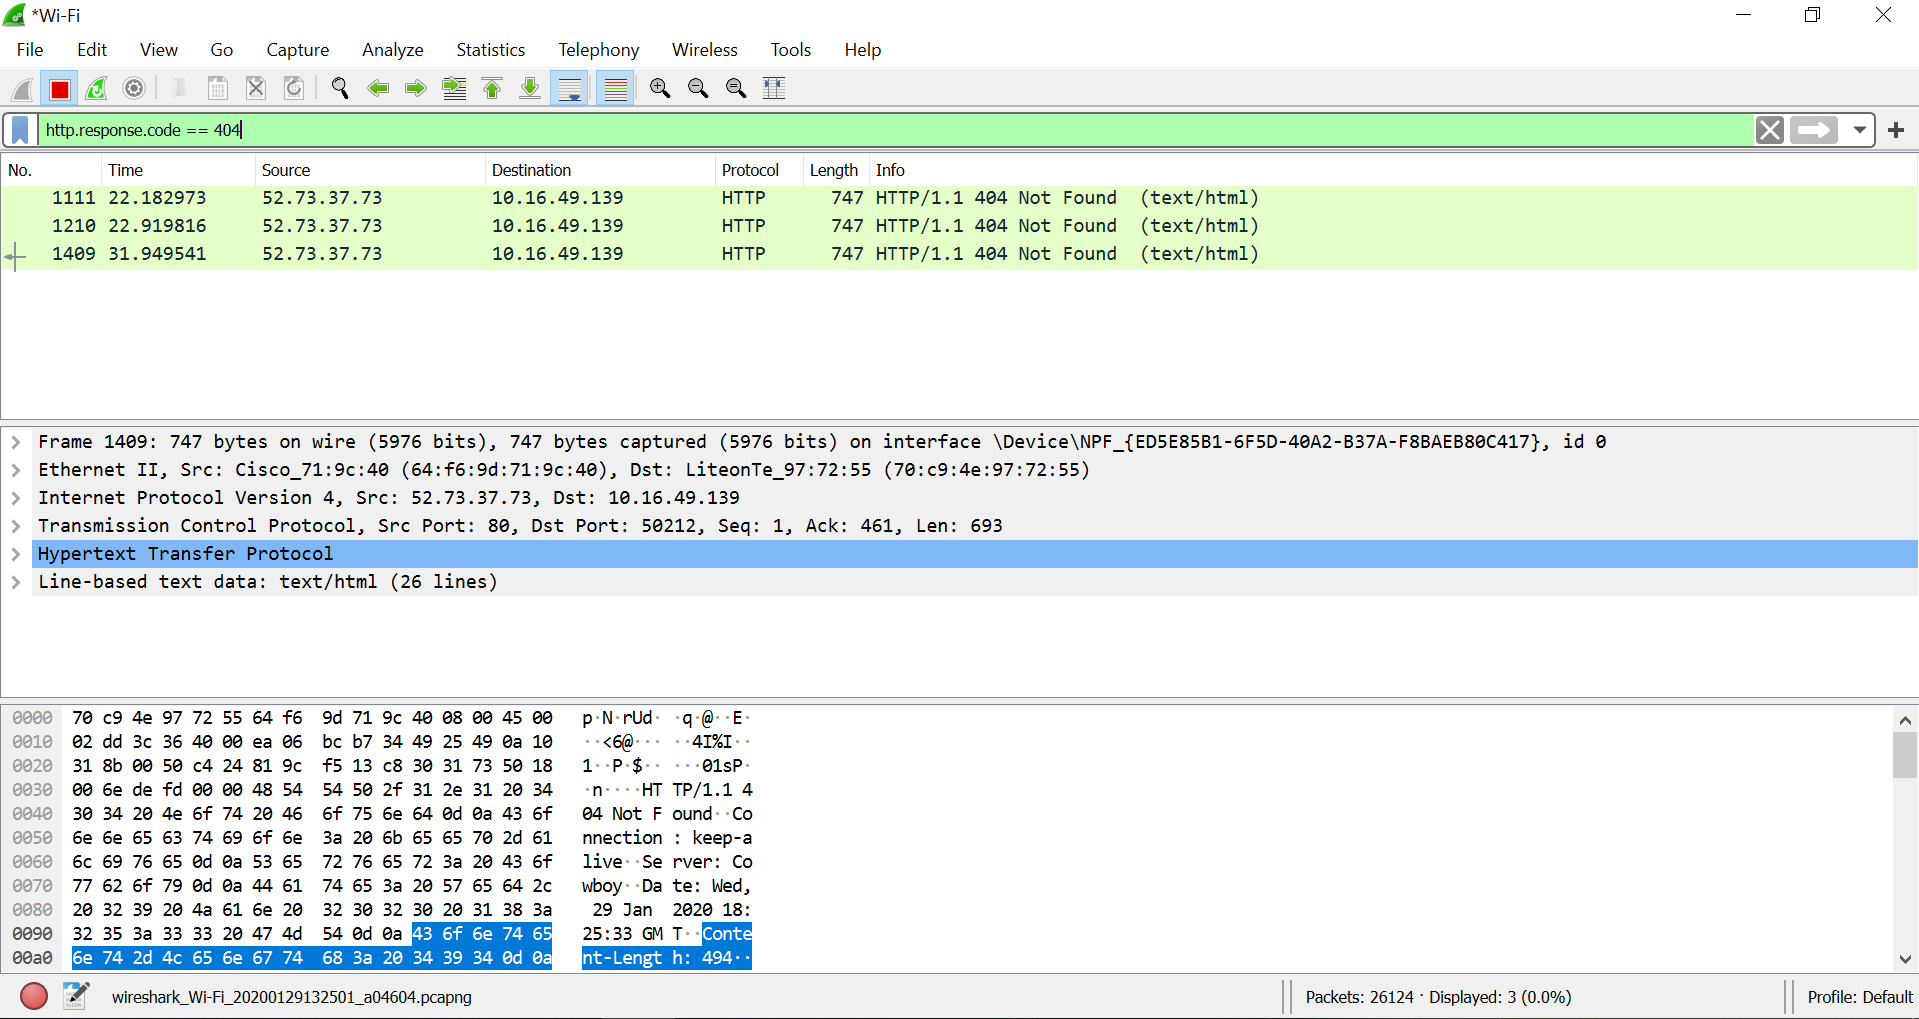 *Wi-Fi
File Edit View Go Capture Analyze Statistics Telephony Wireless Tools Help
http.response.code == 404
No. Time Source Destination Protocol Length Info
1111 22.182973 52.73.37.73 10.16.49.139 HTTP 747 HTTP/1.1 404 Not Found (text/html)
1210 22.919816 52.73.37.73 10.16.49.139 HTTP 747 HTTP/1.1 404 Not Found (text/html)
1409 31.949541 52.73.37.73 10.16.49.139 HTTP 747 HTTP/1.1 404 Not Found (text/html)
Frame 1409: 747 bytes on wire (5976 bits), 747 bytes captured (5976 bits) on interface \Device\NPF_{ED5E85B1-6F5D-40A2-B37A-F8BAEB80C417}, id 0
Ethernet II, Src: Cisco_71:9c:40 (64:f6:9d:71:9c:40), Dst: LiteonTe_97:72:55 (70:c9:4e:97:72:55)
Internet Protocol Version 4, Src: 52.73.37.73, Dst: 10.16.49.139
Transmission Control Protocol, Src Port: 80, Dst Port: 50212, Seq: 1, Ack: 461, Len: 693
Hypertext Transfer Protocol
Line-based text data: text/html (26 lines)
0000 70 c9 4e 97 72 55 64 f6 9d 71 9c 40 08 00 45 00 p·N·rUd· ·q·@··E·
0010 02 dd 3c 36 40 00 ea 06 bc b7 34 49 25 49 0a 10 ··<6@··· ··4I%I··
0020 31 8b 00 50 c4 24 81 9c f5 13 c8 30 31 73 50 18 1··P·$·· ···01sP·
0030 00 6e de fd 00 00 48 54 54 50 2f 31 2e 31 20 34 ·n····HT TP/1.1 4
0040 30 34 20 4e 6f 74 20 46 6f 75 6e 64 0d 0a 43 6f 04 Not F ound··Co
0050 6e 6e 65 63 74 69 6f 6e 3a 20 6b 65 65 70 2d 61 nnection : keep-a
0060 6c 69 76 65 0d 0a 53 65 72 76 65 72 3a 20 43 6f live··Se rver: Co
0070 77 62 6f 79 0d 0a 44 61 74 65 3a 20 57 65 64 2c wboy··Da te: Wed,
0080 20 32 39 20 4a 61 6e 20 32 30 32 30 20 31 38 3a 29 Jan 2020 18:
0090 32 35 3a 33 33 20 47 4d 54 0d 0a 43 6f 6e 74 65 25:33 GM T··Conte
00a0 6e 74 2d 4c 65 6e 67 74 68 3a 20 34 39 34 0d 0a nt-Lengt h: 494··
wireshark_Wi-Fi_20200129132501_a04604.pcapng Packets: 26124 · Displayed: 3 (0.0%) Profile: Default